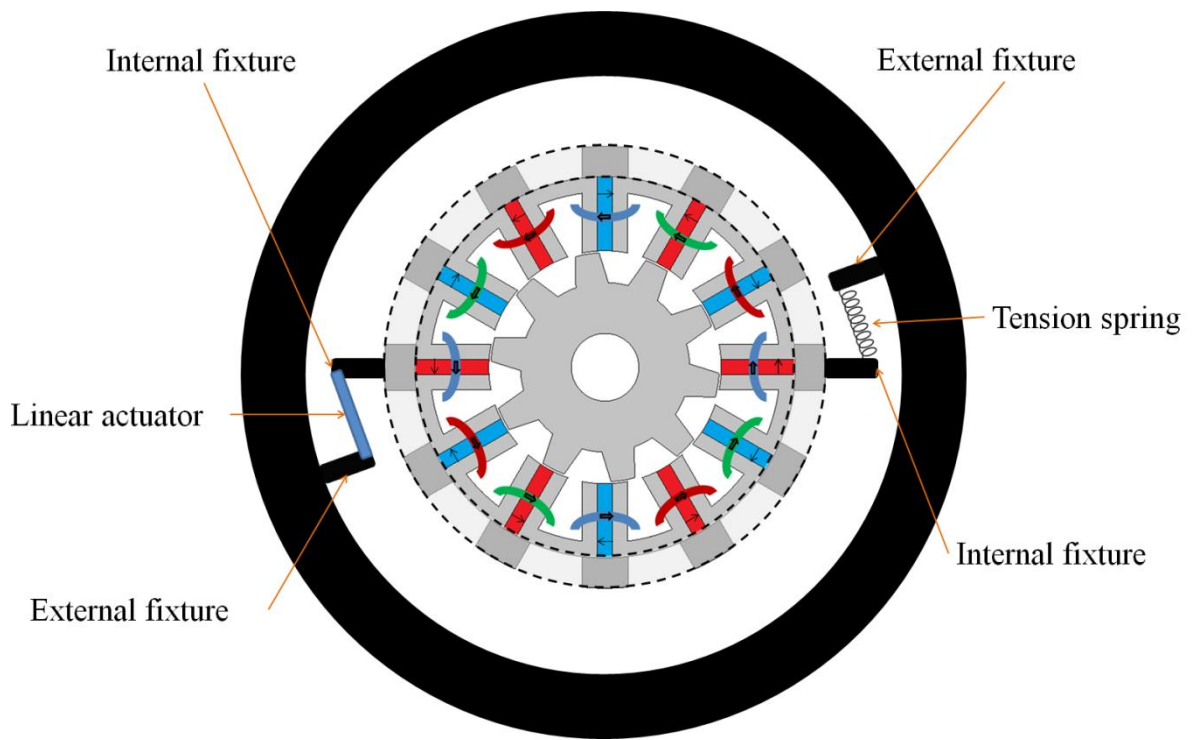 Internal fixture
External fixture
Tension spring
Linear actuator
Internal fixture
External fixture